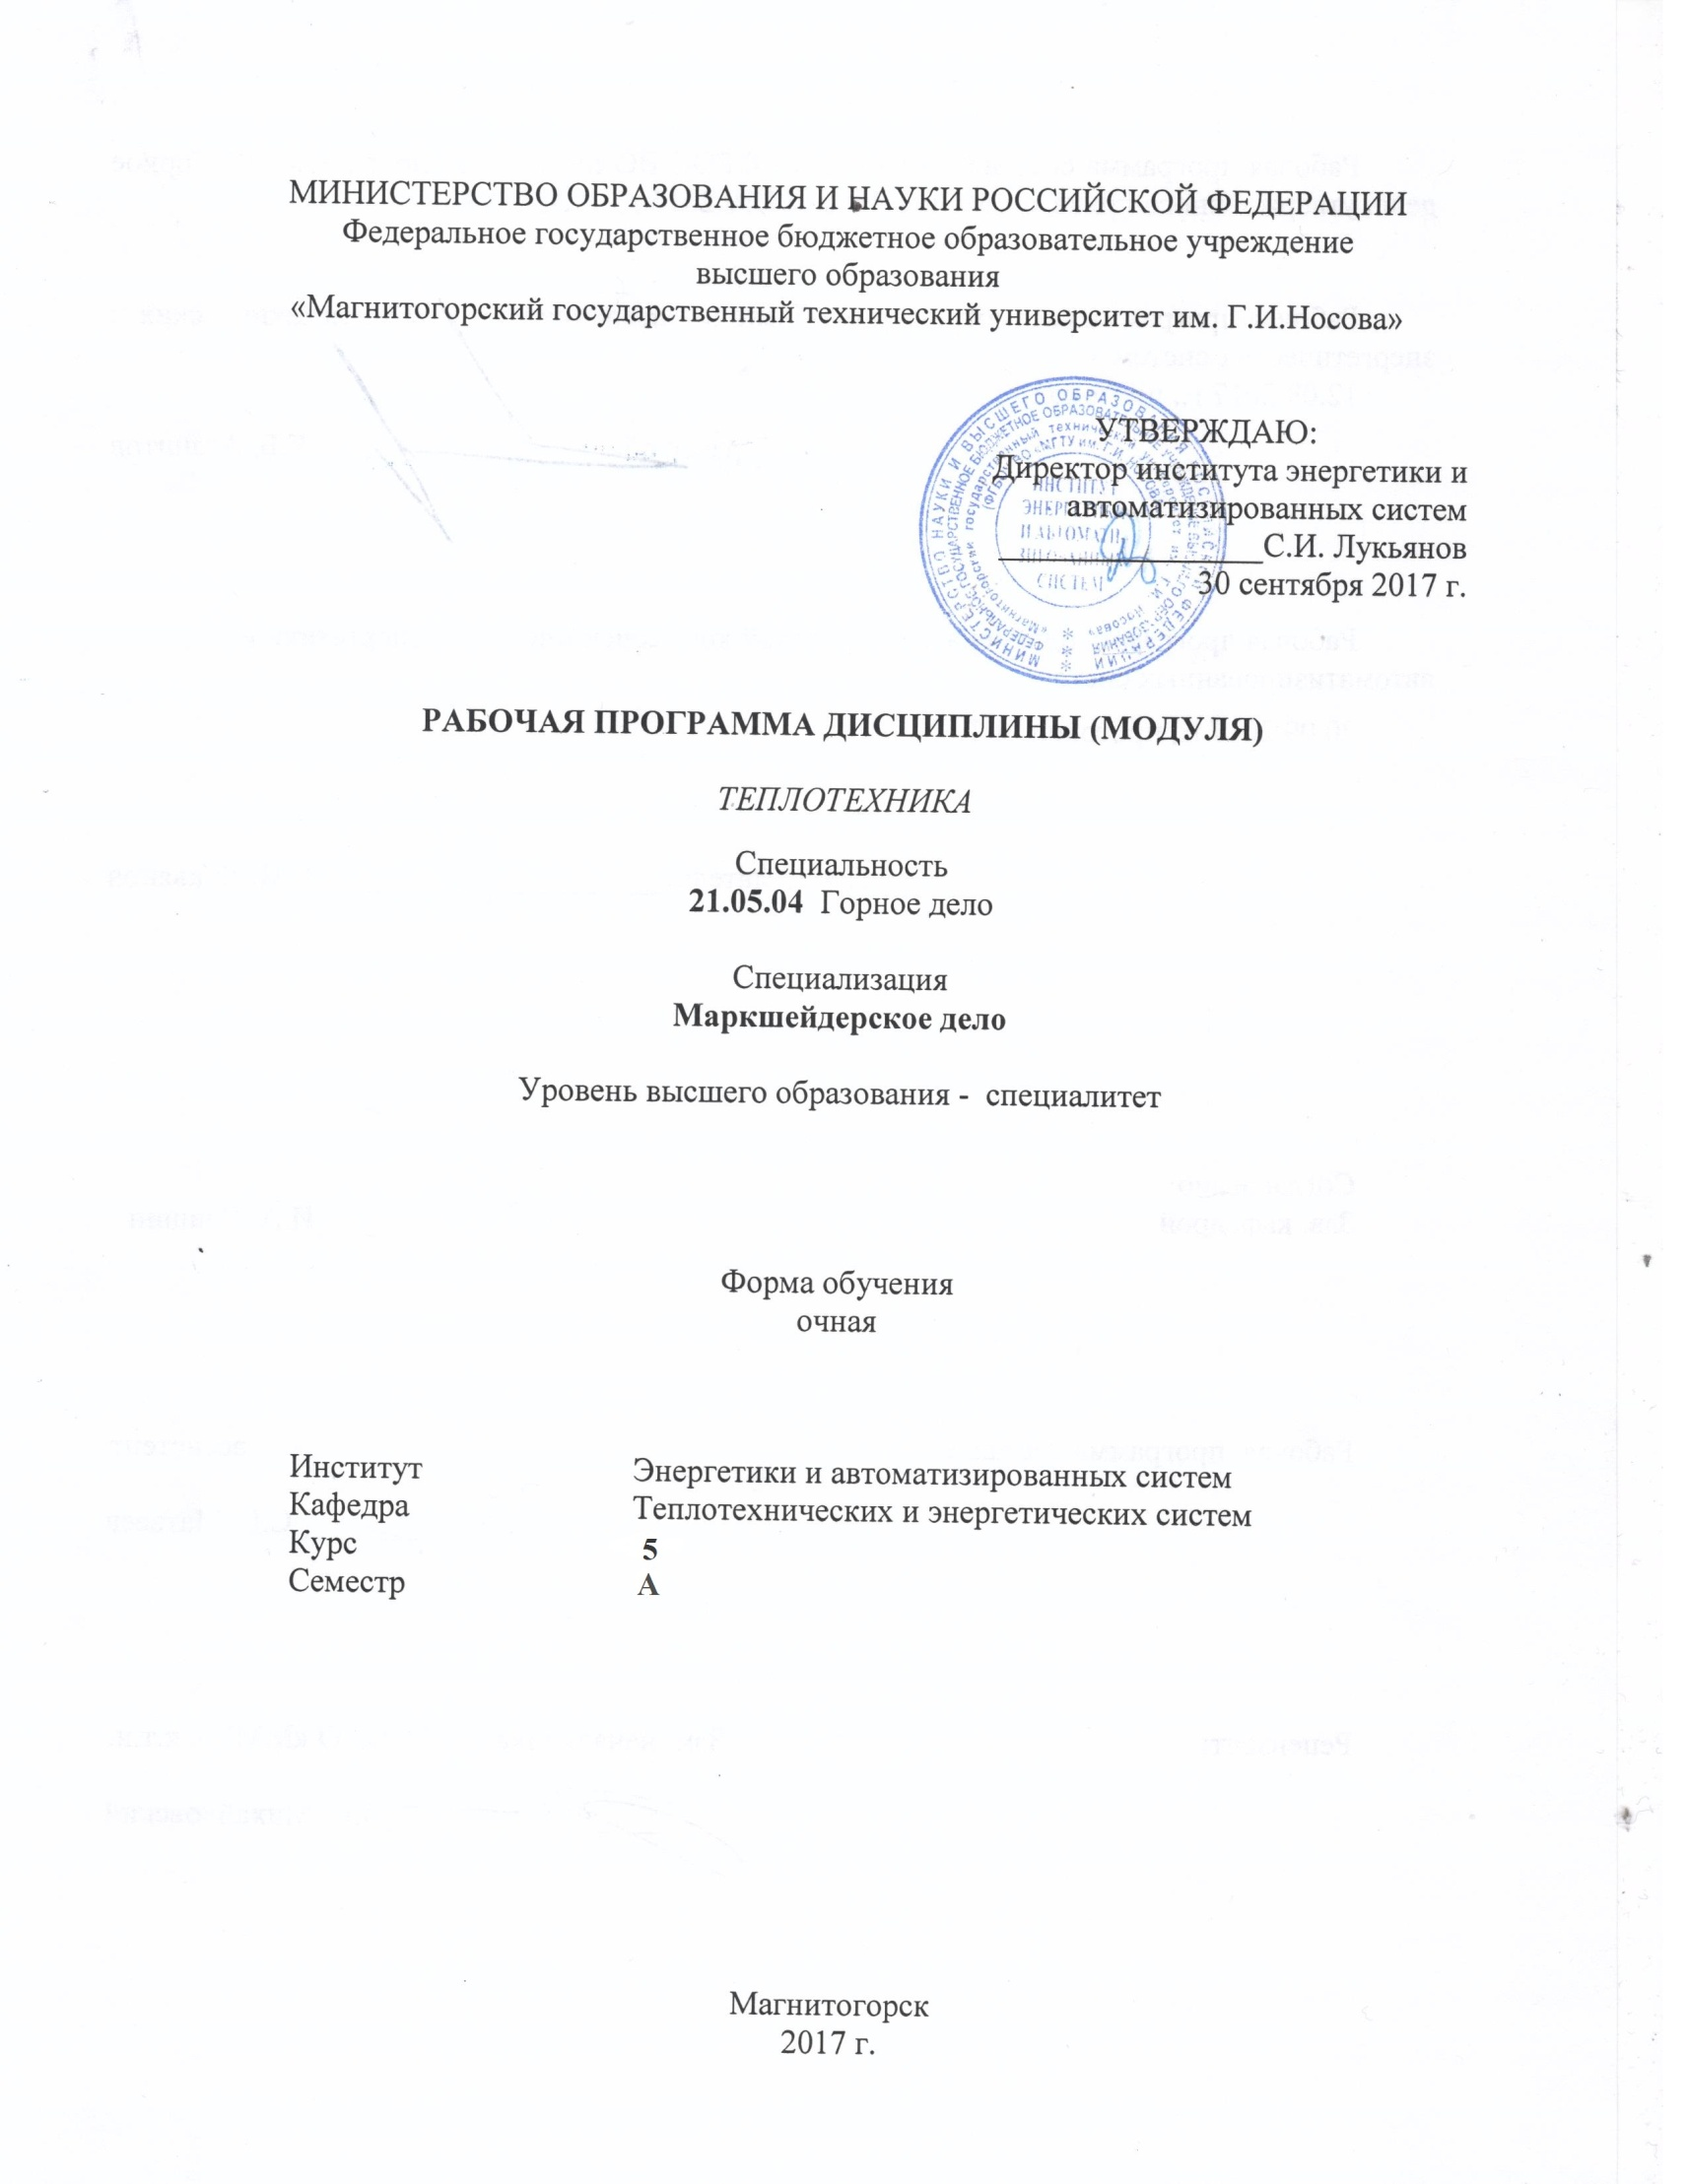 МИНИСТЕРСТВО ОБРАЗОВАНИЯ И НАУКИ РОССИЙСКОЙ ФЕДЕРАЦИИ
Федеральное государственное бюджетное образовательное учреждение
высшего образования
«Магнитогорский государственный технический университет им. Г.И.Носова»
УТВЕРЖДАЮ:
Директор института энергетики и
автоматизированных систем
С.И. Лукьянов
30 сентября 2017 г.
РАБОЧАЯ ПРОГРАММА ДИСЦИПЛИНЫ (МОДУЛЯ)
ТЕПЛОТЕХНИКА
Специальность
21.05.04 Горное дело
Специализация
Маркшейдерское дело
Уровень высшего образования - специалитет
Форма обучения
очная
Институт Энергетики и автоматизированных систем
Кафедра Теплотехнических и энергетических систем
Курс 5
Семестр А
Магнитогорск
2017 г.